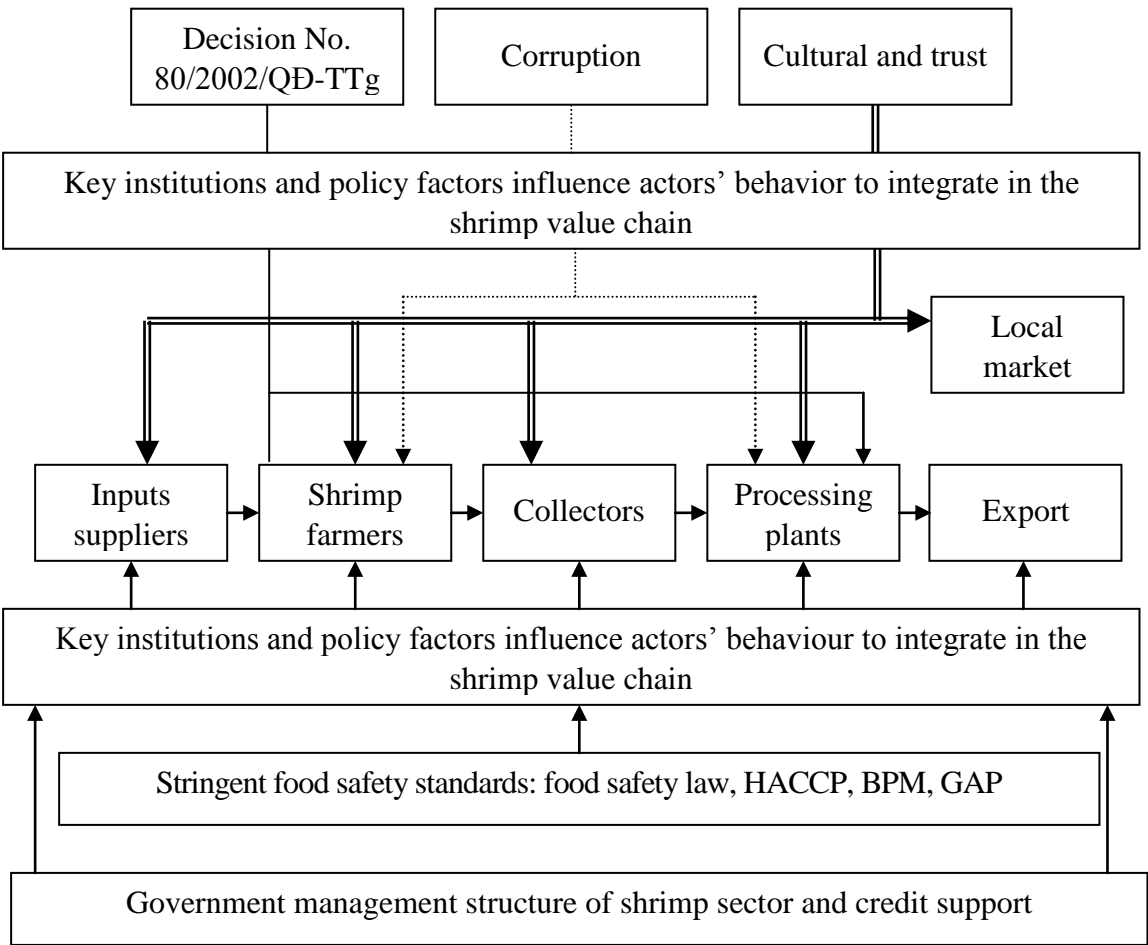 Decision No.
80/2002/QĐ-TTg
Corruption
Cultural and trust
Key institutions and policy factors influence actors’ behavior to integrate in the
shrimp value chain
Local
market
Inputs
suppliers
Shrimp
farmers
Collectors
Processing
plants
Export
Key institutions and policy factors influence actors’ behaviour to integrate in the
shrimp value chain
Stringent food safety standards: food safety law, HACCP, BPM, GAP
Government management structure of shrimp sector and credit support